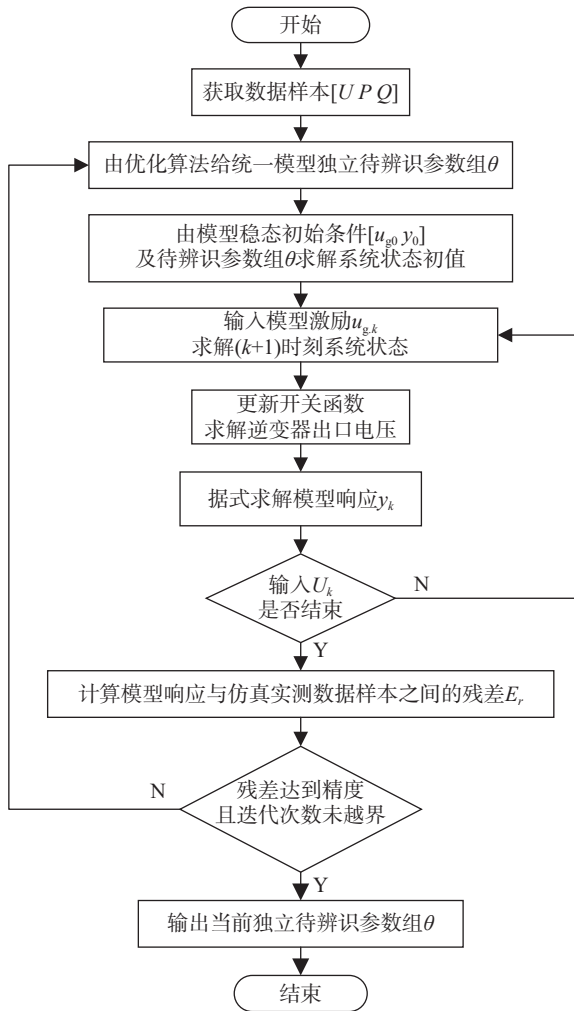 开始
获取数据样本[U P Q]
由优化算法给统一模型独立待辨识参数组θ
由模型稳态初始条件[u_{g0} y_0]
及待辨识参数组θ求解系统状态初值
输入模型激励u_{g,k}
求解(k+1)时刻系统状态
更新开关函数
求解逆变器出口电压
据式求解模型响应y_k
输入U_k
是否结束
N
Y
计算模型响应与仿真实测数据样本之间的残差E_r
残差达到精度
且迭代次数未越界
N
Y
输出当前独立待辨识参数组θ
结束